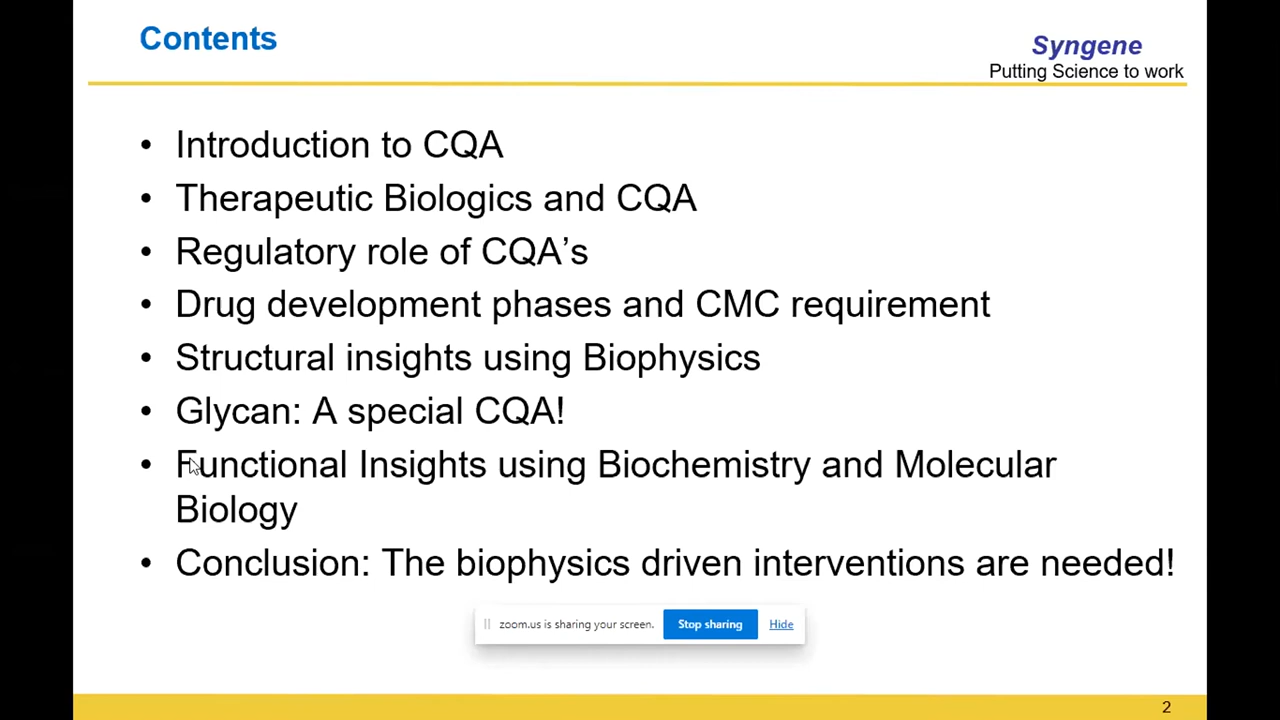 Contents
Syngene
Putting Science to work
• Introduction to CQA
• Therapeutic Biologics and CQA
• Regulatory role of CQA’s
• Drug development phases and CMC requirement
• Structural insights using Biophysics
• Glycan: A special CQA!
• Functional Insights using Biochemistry and Molecular
Biology
• Conclusion: The biophysics driven interventions are needed!
zoom.us is sharing your screen. Stop sharing Hide
2